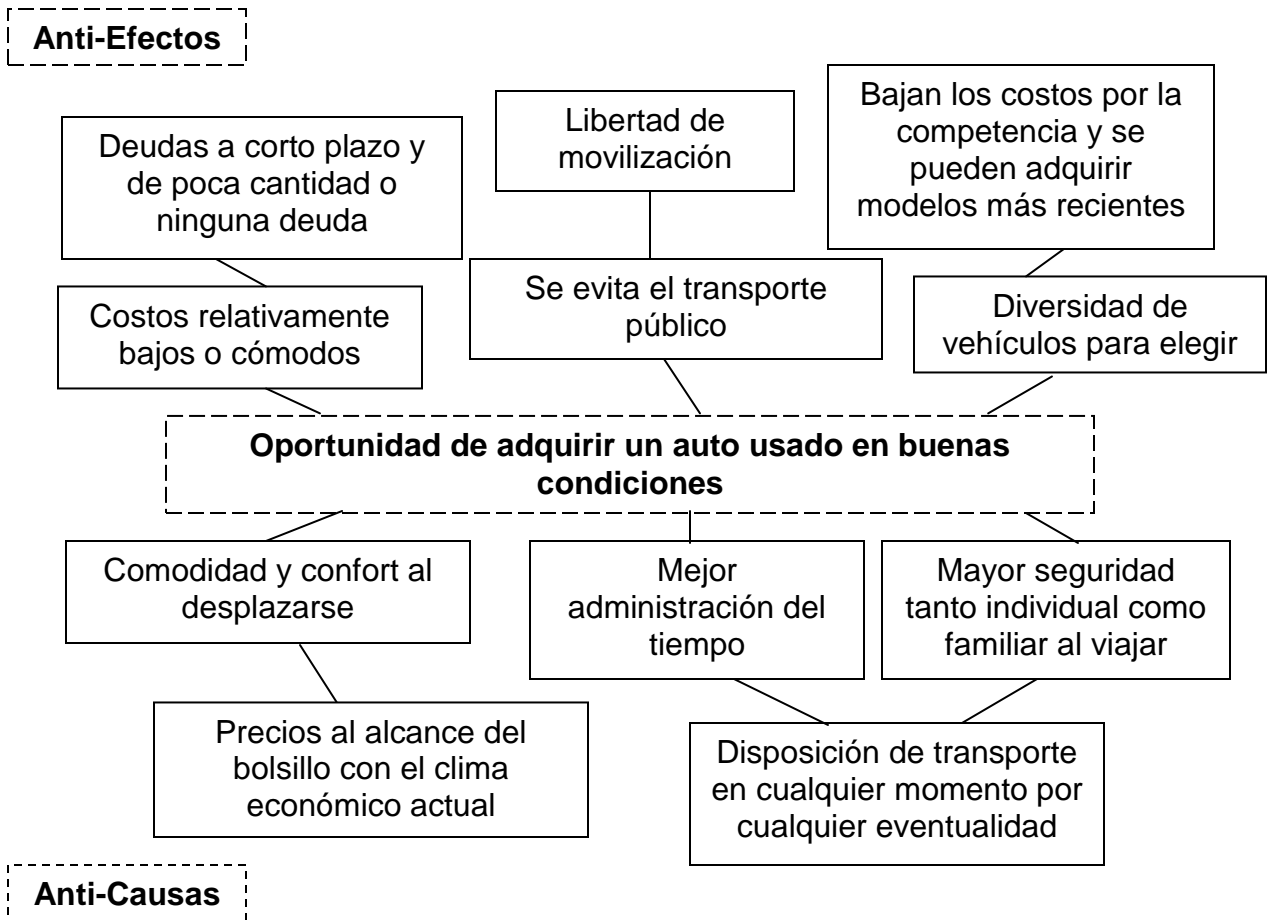 Anti-Efectos
Deudas a corto plazo y
de poca cantidad o
ninguna deuda
Libertad de
movilización
Bajan los costos por la
competencia y se
pueden adquirir
modelos más recientes
Costos relativamente
bajos o cómodos
Se evita el transporte
público
Diversidad de
vehículos para elegir
Oportunidad de adquirir un auto usado en buenas
condiciones
Comodidad y confort al
desplazarse
Mejor
administración del
tiempo
Mayor seguridad
tanto individual como
familiar al viajar
Precios al alcance del
bolsillo con el clima
económico actual
Disposición de transporte
en cualquier momento por
cualquier eventualidad
Anti-Causas